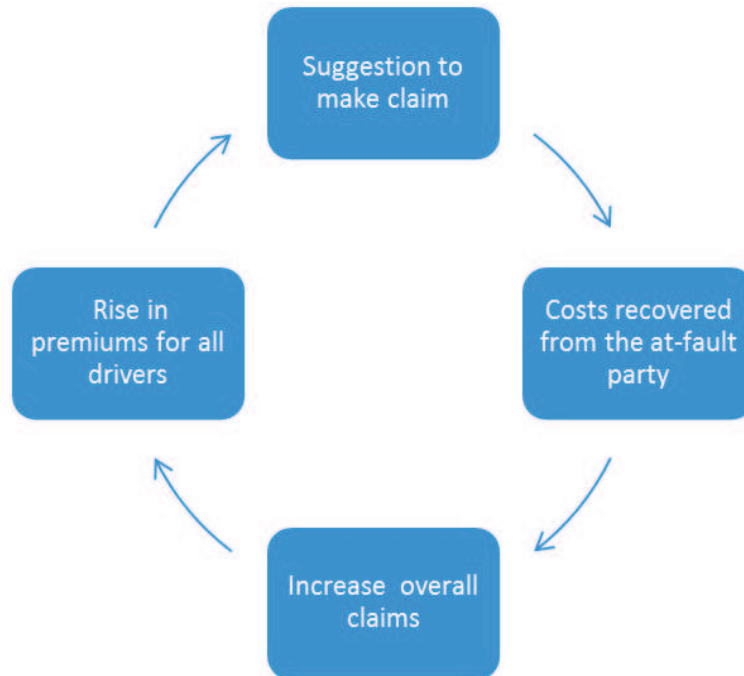 Suggestion to
make claim
Costs recovered
from the at-fault
party
Increase  overall
claims
Rise in
premiums for all
drivers